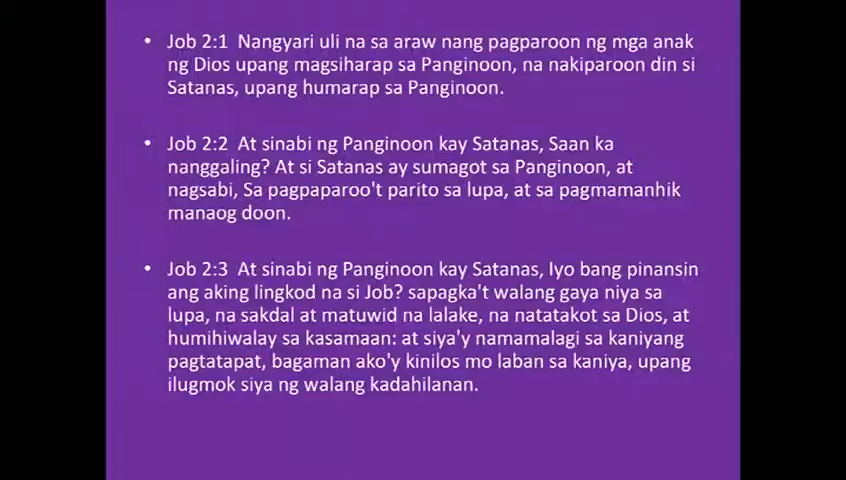 • Job 2:1 Nangyari uli na sa araw nang pagparoon ng mga anak
ng Dios upang magsiharap sa Panginoon, na nakiparoon din si
Satanas, upang humarap sa Panginoon.
• Job 2:2 At sinabi ng Panginoon kay Satanas, Saan ka
nanggaling? At si Satanas ay sumagot sa Panginoon, at
nagsabi, Sa pagpaparoo't parito sa lupa, at sa pagmamanhik
manaog doon.
• Job 2:3 At sinabi ng Panginoon kay Satanas, Iyo bang pinansin
ang aking lingkod na si Job? sapagka't walang gaya niya sa
lupa, na sakdal at matuwid na lalake, na natatakot sa Dios, at
humihiwalay sa kasamaan: at siya'y namamalagi sa kaniyang
pagtatapat, bagaman ako'y kinilos mo laban sa kaniya, upang
ilugmok siya ng walang kadahilanan.